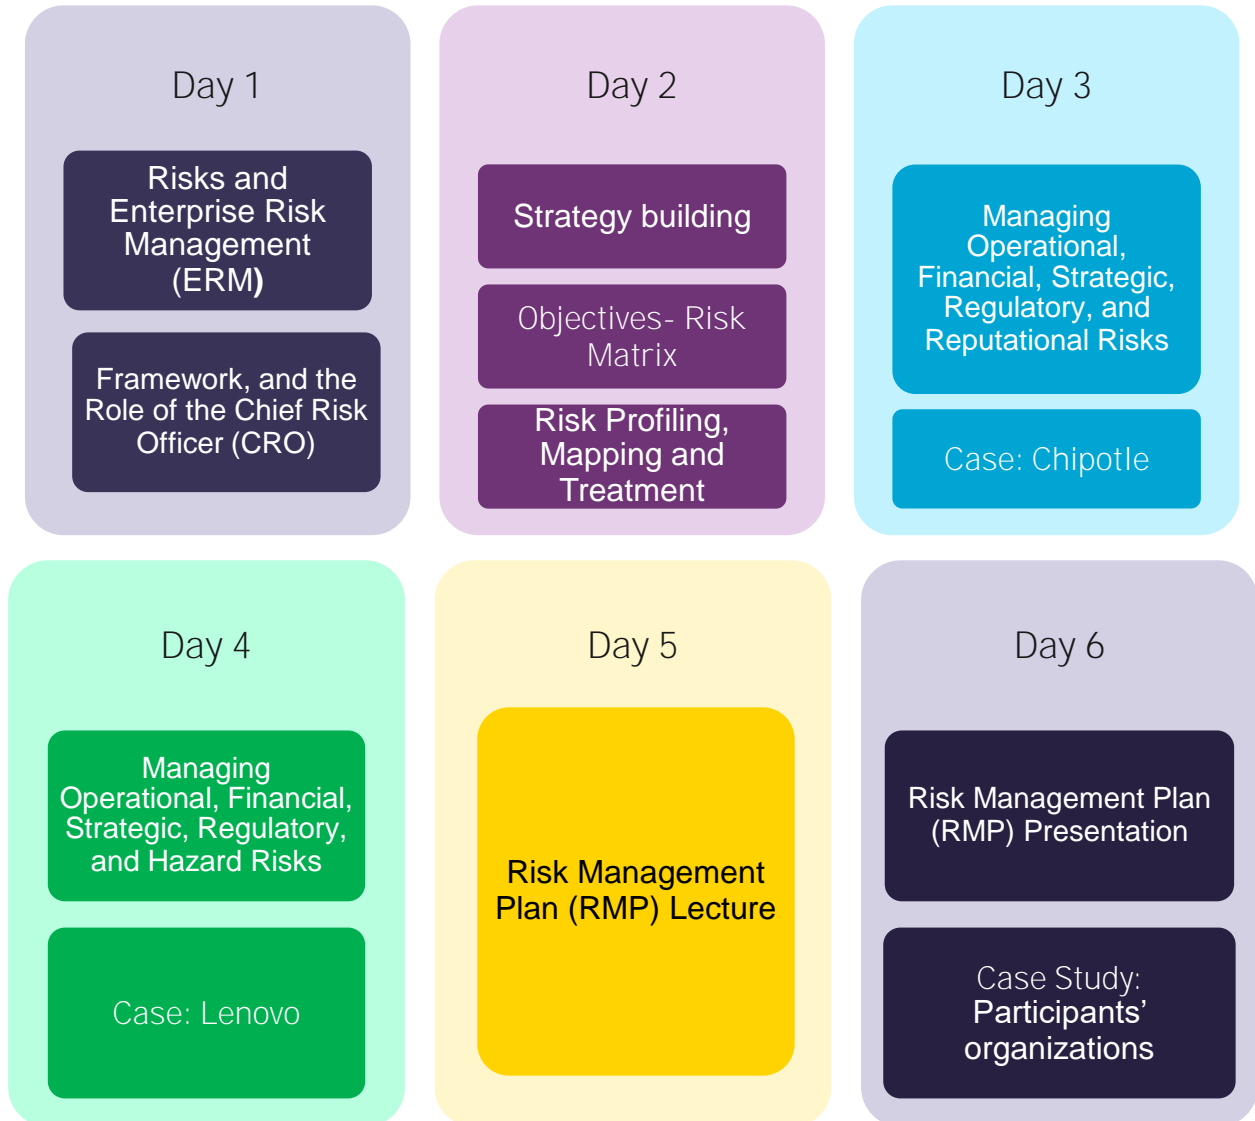 Day 1
Risks and
Enterprise Risk
Management
(ERM)
Framework, and the
Role of the Chief Risk
Officer (CRO)
Day 2
Strategy building
Objectives- Risk
Matrix
Risk Profiling,
Mapping and
Treatment
Day 3
Managing
Operational,
Financial, Strategic,
Regulatory, and
Reputational Risks
Case: Chipotle
Day 4
Managing
Operational, Financial,
Strategic, Regulatory,
and Hazard Risks
Case: Lenovo
Day 5
Risk Management
Plan (RMP) Lecture
Day 6
Risk Management Plan
(RMP) Presentation
Case Study:
Participants’
organizations